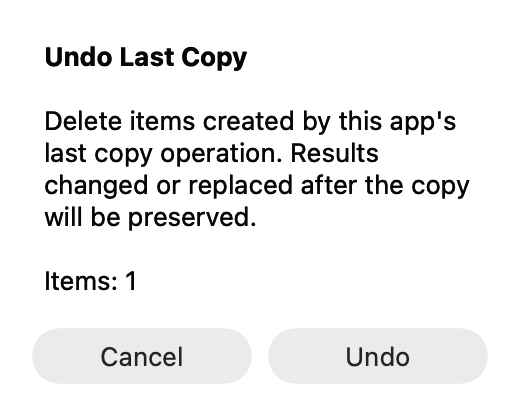 Undo Last Copy
Delete items created by this app's
last copy operation. Results
changed or replaced after the copy
will be preserved.
Items: 1
Cancel
Undo